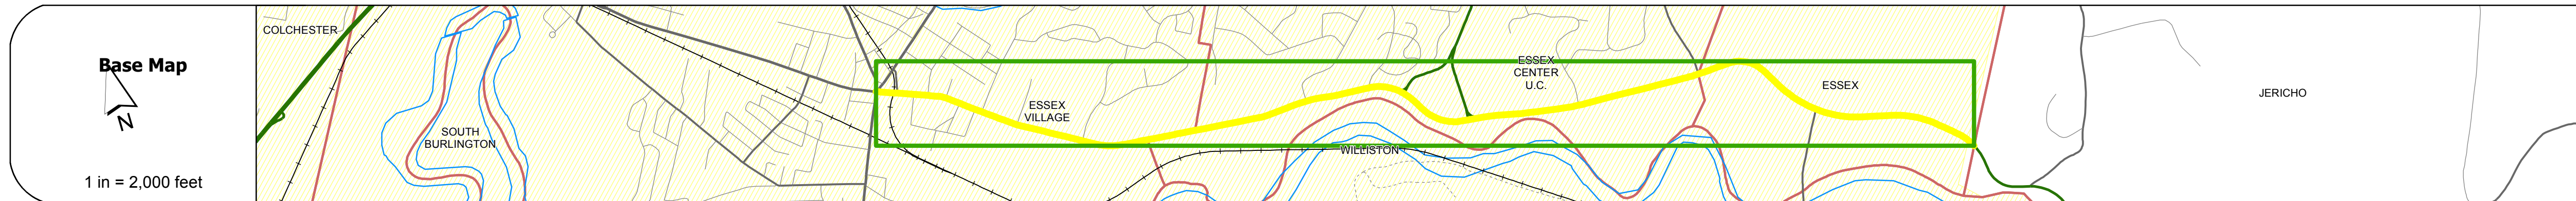 Base Map
N
1 in = 2,000 feet
COLCHESTER
SOUTH
BURLINGTON
ESSEX
VILLAGE
WILLISTON
ESSEX
CENTER
U.C.
ESSEX
JERICHO